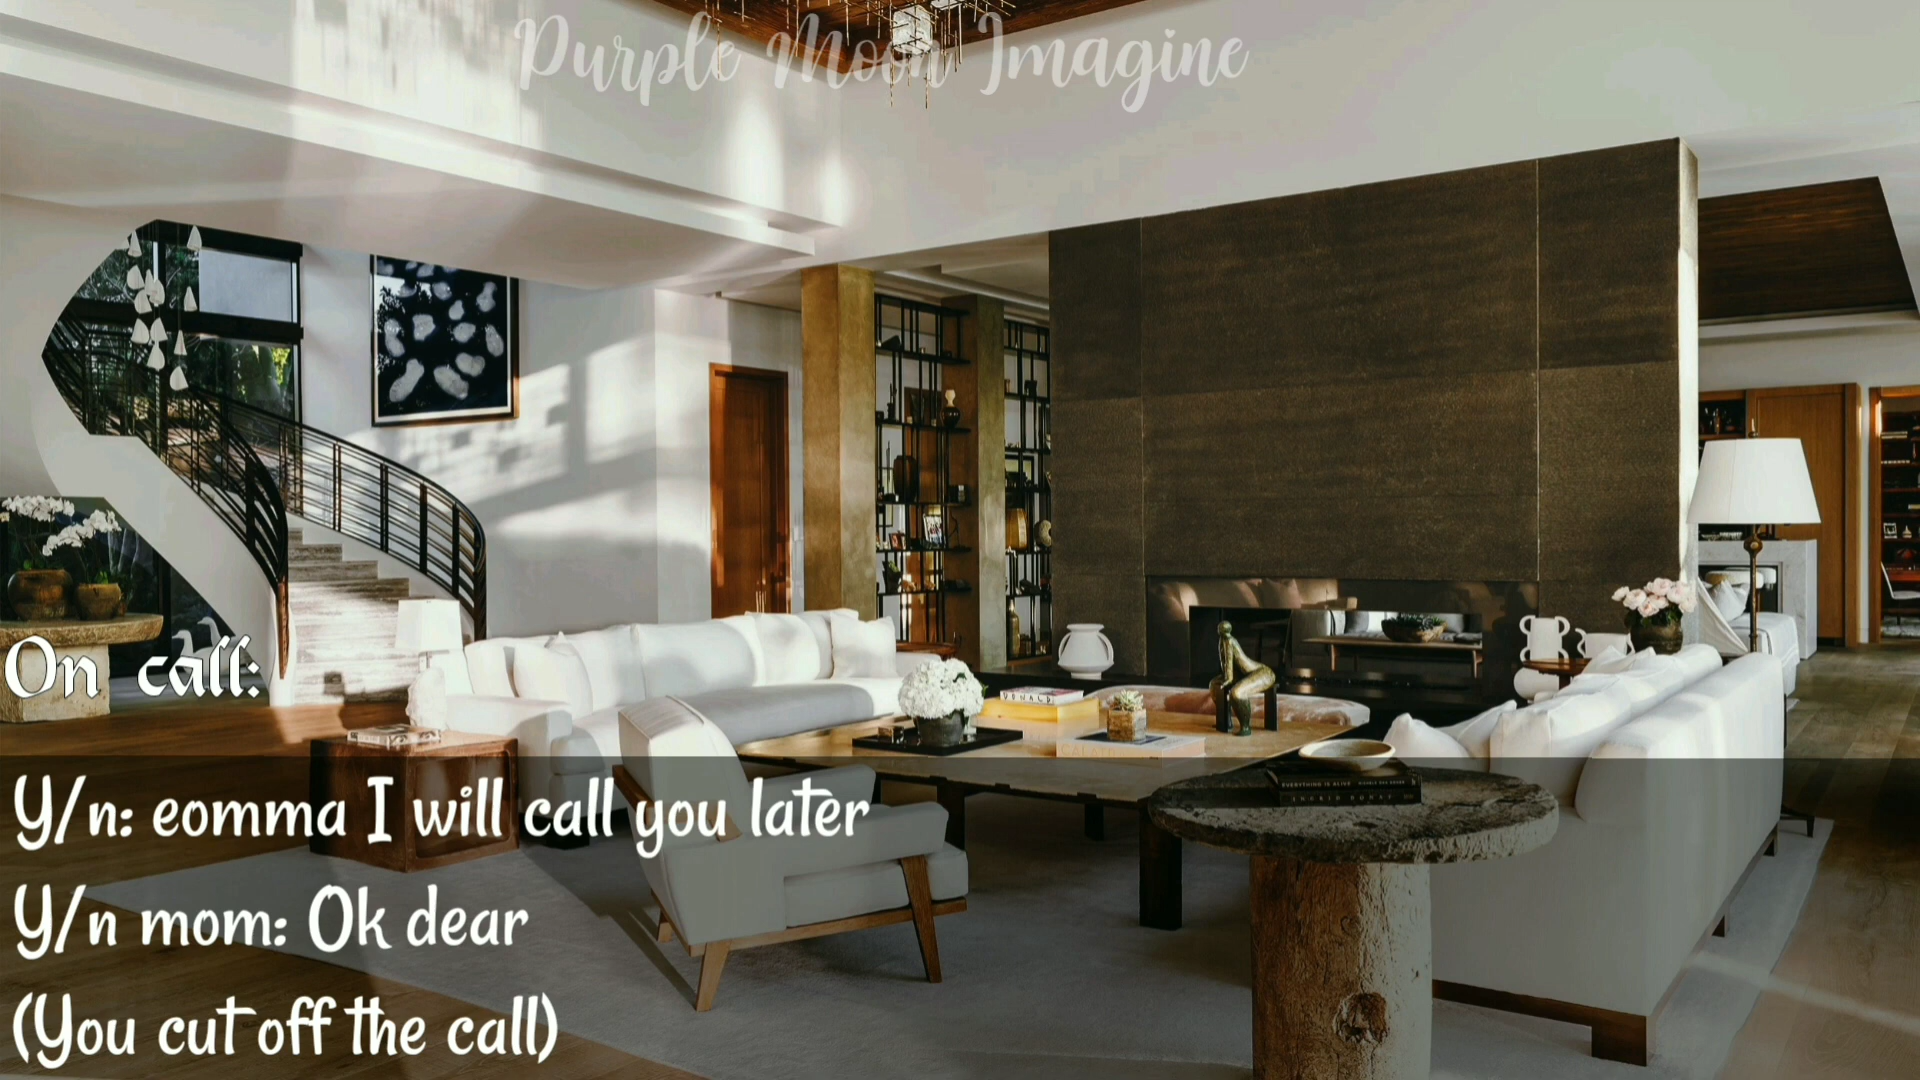 Purple Moon Imagine
On call:
Y/n: eomma I will call you later
Y/n mom: Ok dear
(You cut off the call)